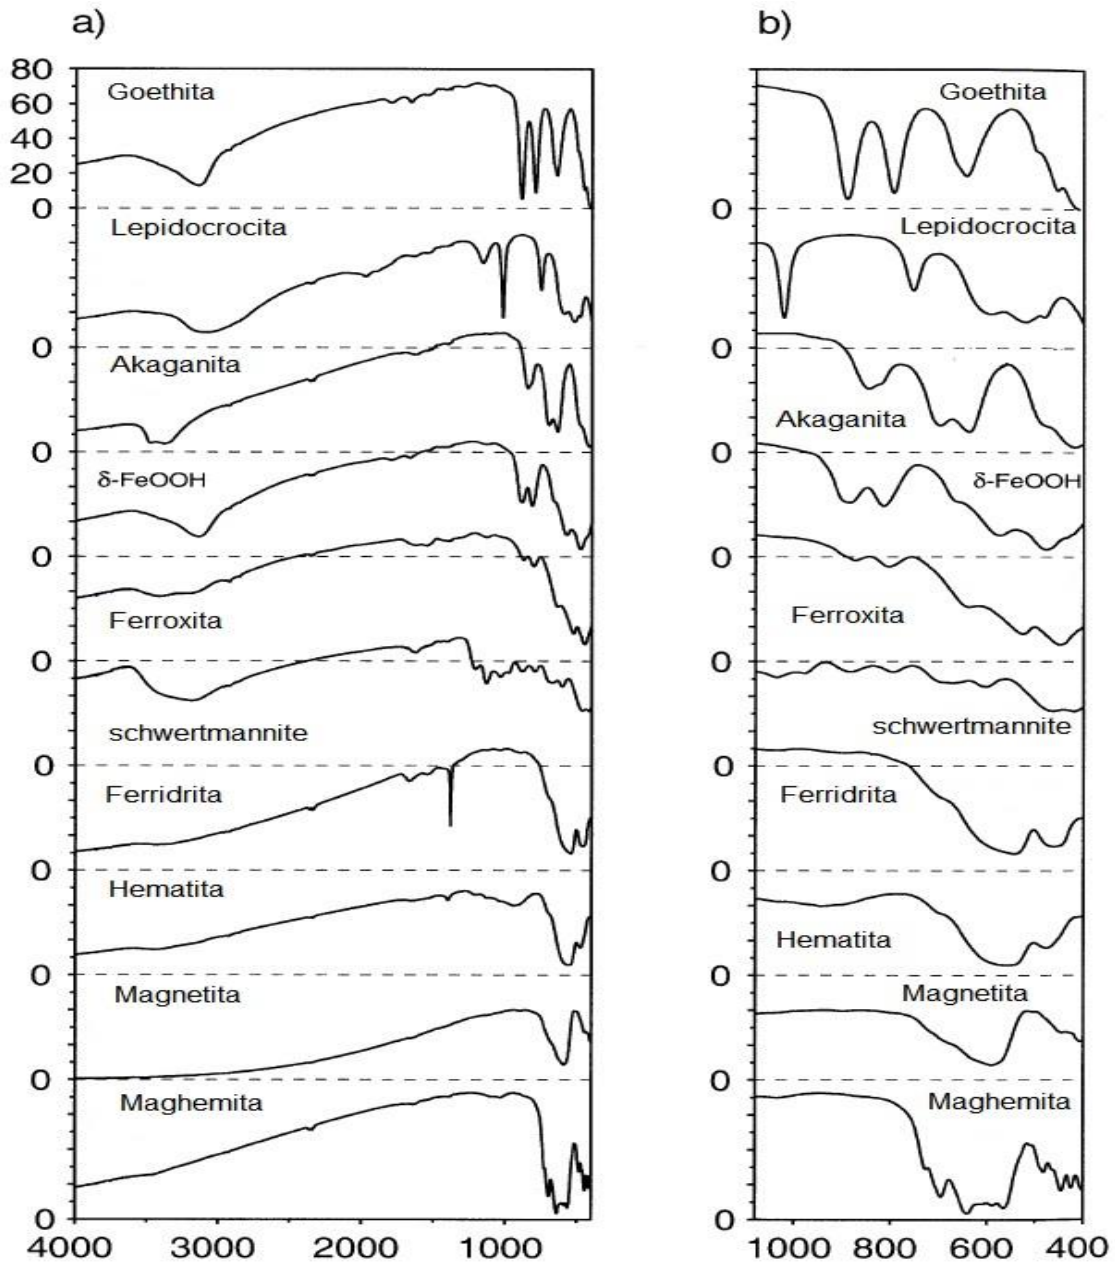 a)
80
Goethita
60
40
20
0
Lepidocrocita
0
Akaganita
0
δ-FeOOH
0
Ferroxita
0
schwertmannite
0
Ferridrita
0
Hematita
0
Magnetita
0
Maghemita
0
4000 3000 2000 1000
b)
Goethita
0
Lepidocrocita
0
Akaganita
0
δ-FeOOH
0
Ferroxita
0
schwertmannite
0
Ferridrita
0
Hematita
0
Magnetita
0
Maghemita
0
1000 800 600 400